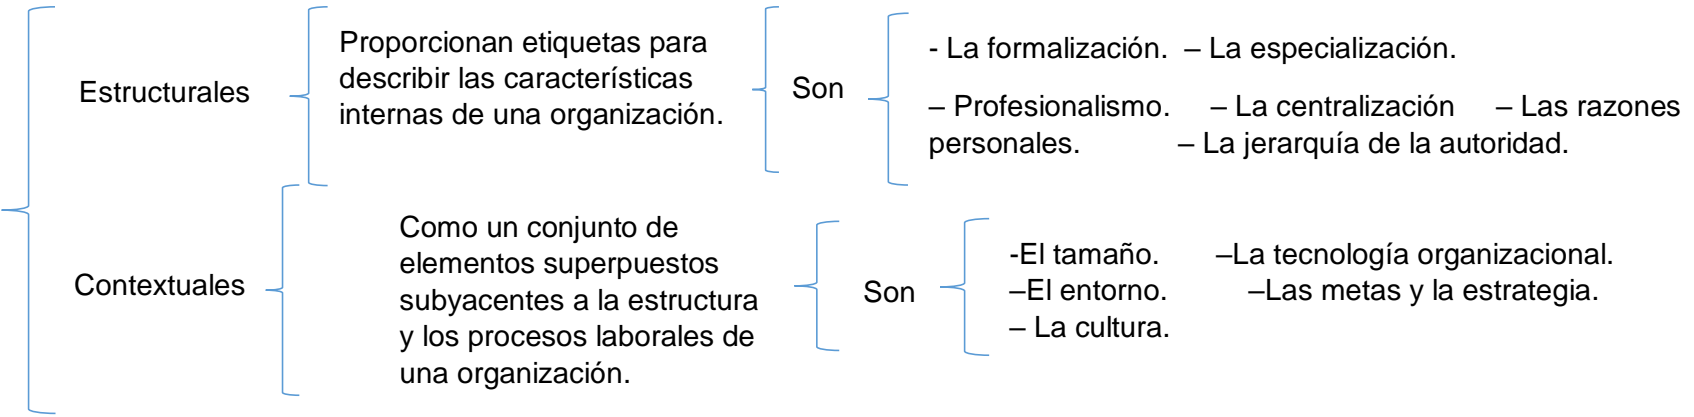 Estructurales
Proporcionan etiquetas para
describir las características
internas de una organización.
Son
- La formalización. – La especialización.
– Profesionalismo. – La centralización – Las razones
personales. – La jerarquía de la autoridad.
Contextuales
Como un conjunto de
elementos superpuestos
subyacentes a la estructura
y los procesos laborales de
una organización.
Son
-El tamaño. –La tecnología organizacional.
–El entorno. –Las metas y la estrategia.
– La cultura.